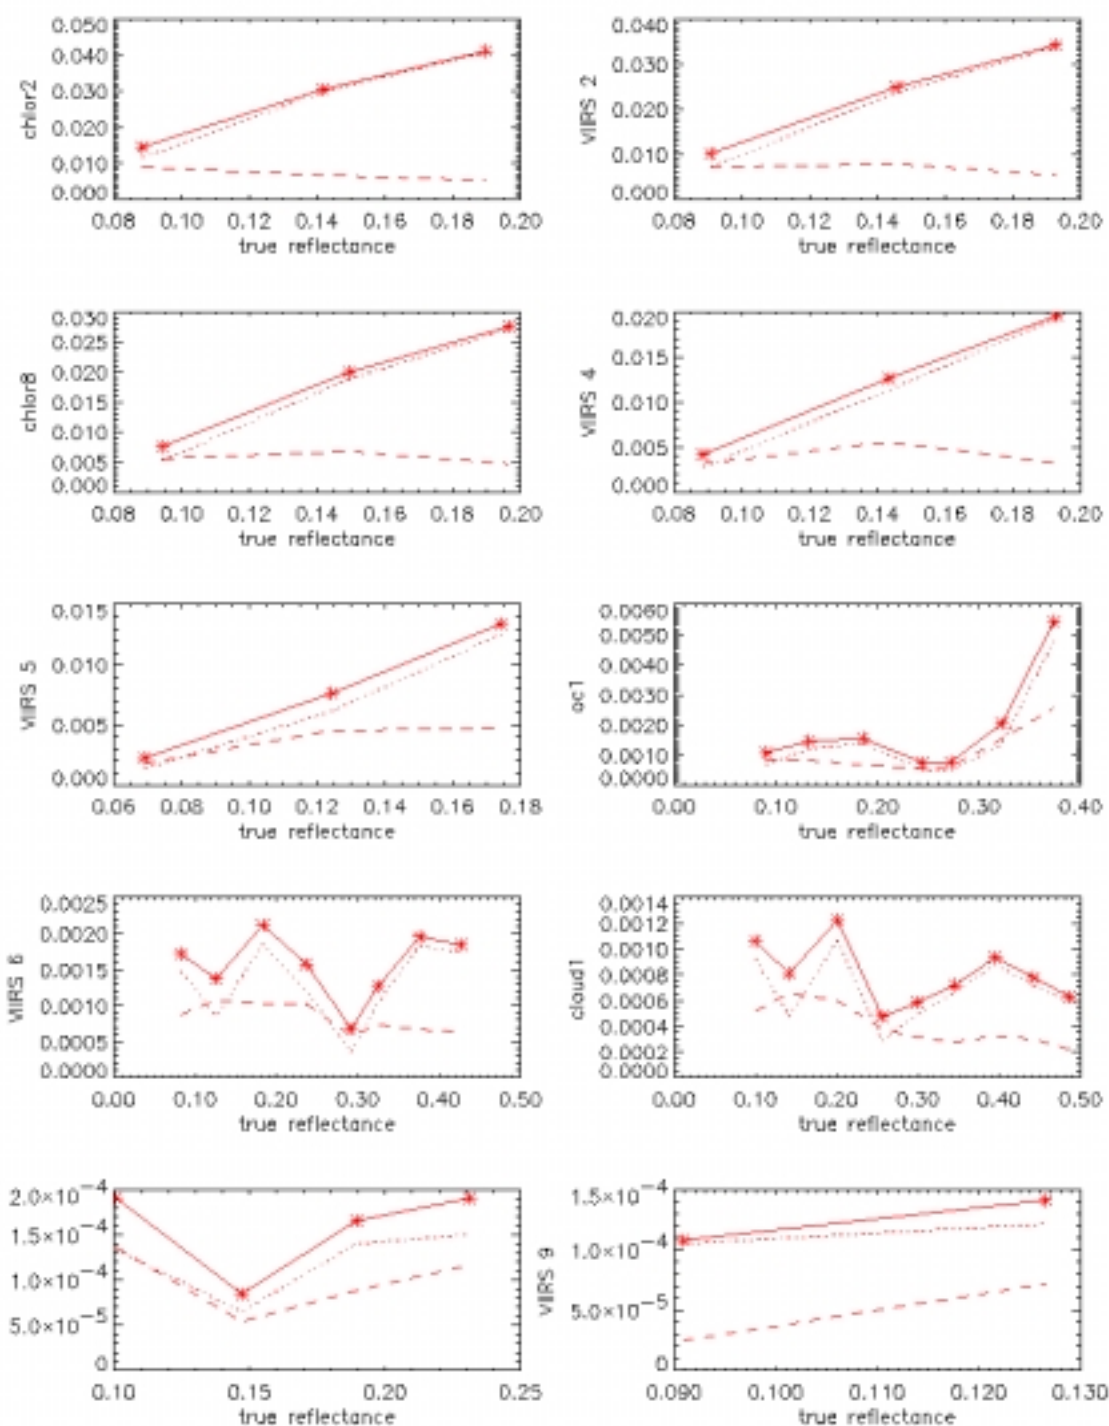 chlor2
0.050
0.040
0.030
0.020
0.010
0.000
0.08 0.10 0.12 0.14 0.16 0.18 0.20
true reflectance
VIIRS 2
0.040
0.030
0.020
0.010
0.000
0.08 0.10 0.12 0.14 0.16 0.18 0.20
true reflectance
chlor8
0.030
0.025
0.020
0.015
0.010
0.005
0.000
0.08 0.10 0.12 0.14 0.16 0.18 0.20
true reflectance
VIIRS 4
0.020
0.015
0.010
0.005
0.000
0.08 0.10 0.12 0.14 0.16 0.18 0.20
true reflectance
VIIRS 5
0.015
0.010
0.005
0.000
0.06 0.08 0.10 0.12 0.14 0.16 0.18
true reflectance
ac1
0.0060
0.0050
0.0040
0.0030
0.0020
0.0010
0.0000
0.00 0.10 0.20 0.30 0.40
true reflectance
VIIRS 6
0.0025
0.0020
0.0015
0.0010
0.0005
0.0000
0.00 0.10 0.20 0.30 0.40 0.50
true reflectance
cloud1
0.0014
0.0012
0.0010
0.0008
0.0006
0.0004
0.0002
0.0000
0.00 0.10 0.20 0.30 0.40 0.50
true reflectance
2.0×10⁻⁴
1.5×10⁻⁴
1.0×10⁻⁴
5.0×10⁻⁵
0
0.10 0.15 0.20 0.25
true reflectance
VIIRS 9
1.5×10⁻⁴
1.0×10⁻⁴
5.0×10⁻⁵
0
0.090 0.100 0.110 0.120 0.130
true reflectance